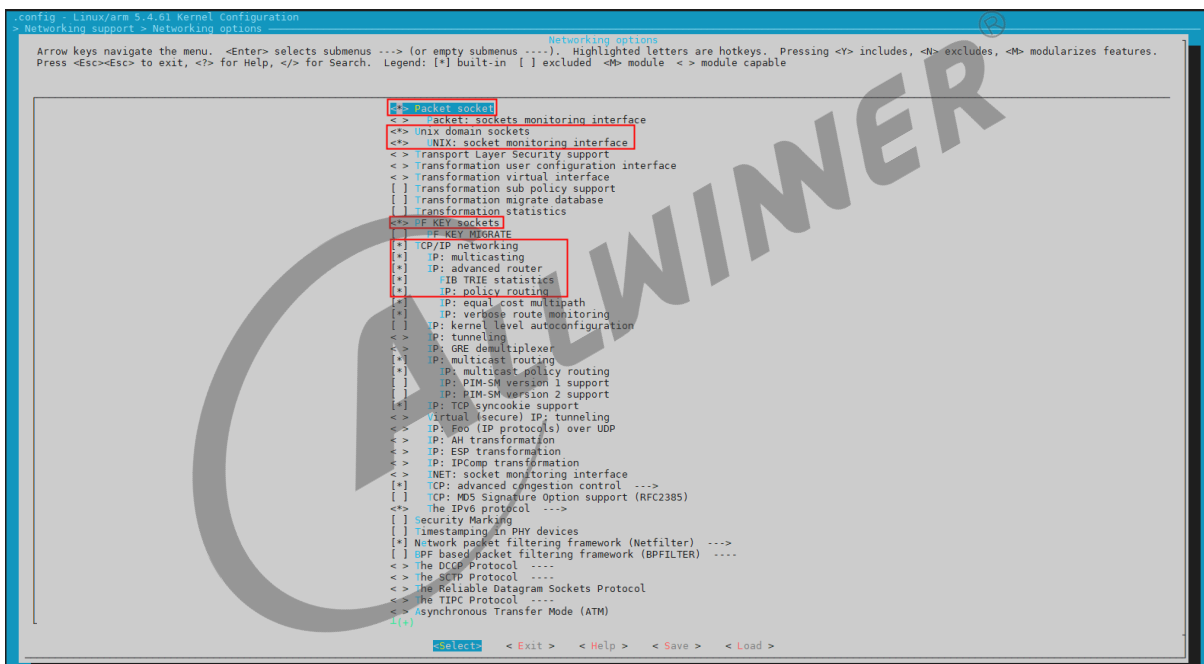 .config - Linux/arm 5.4.61 Kernel Configuration
> Networking support > Networking options
Networking options
Arrow keys navigate the menu.  <Enter> selects submenus ---> (or empty submenus ----).  Highlighted letters are hotkeys.  Pressing <Y> includes, <N> excludes, <M> modularizes features.
Press <Esc><Esc> to exit, <?> for Help, </> for Search.  Legend: [*] built-in  [ ] excluded  <M> module  < > module capable
<*> Packet socket
< >   Packet: sockets monitoring interface
<*> Unix domain sockets
<*>   UNIX: socket monitoring interface
< > Transport Layer Security support
< > Transformation user configuration interface
< > Transformation virtual interface
[ ] Transformation sub policy support
[ ] Transformation migrate database
[ ] Transformation statistics
<*> PF_KEY sockets
[ ]   PF_KEY MIGRATE
[*] TCP/IP networking
[*]   IP: multicasting
[*]   IP: advanced router
[*]     FIB TRIE statistics
[*]     IP: policy routing
[*]     IP: equal cost multipath
[*]     IP: verbose route monitoring
[ ]   IP: kernel level autoconfiguration
< >   IP: tunneling
< >   IP: GRE demultiplexer
[*]   IP: multicast routing
[*]     IP: multicast policy routing
[ ]     IP: PIM-SM version 1 support
[ ]     IP: PIM-SM version 2 support
[*]   IP: TCP syncookie support
< >   Virtual (secure) IP: tunneling
< >   IP: Foo (IP protocols) over UDP
< >   IP: AH transformation
< >   IP: ESP transformation
< >   IP: IPComp transformation
< >   INET: socket monitoring interface
[*]   TCP: advanced congestion control  --->
[ ]   TCP: MD5 Signature Option support (RFC2385)
<*>   The IPv6 protocol  --->
[ ] Security Marking
[ ] Timestamping in PHY devices
[*] Network packet filtering framework (Netfilter)  --->
[ ] BPF based packet filtering framework (BPFILTER)  ----
< > The DCCP Protocol  ----
< > The SCTP Protocol  ----
< > The Reliable Datagram Sockets Protocol
< > The TIPC Protocol  ----
< > Asynchronous Transfer Mode (ATM)
(+)
<Select>    < Exit >    < Help >    < Save >    < Load >
ALLWINNER®